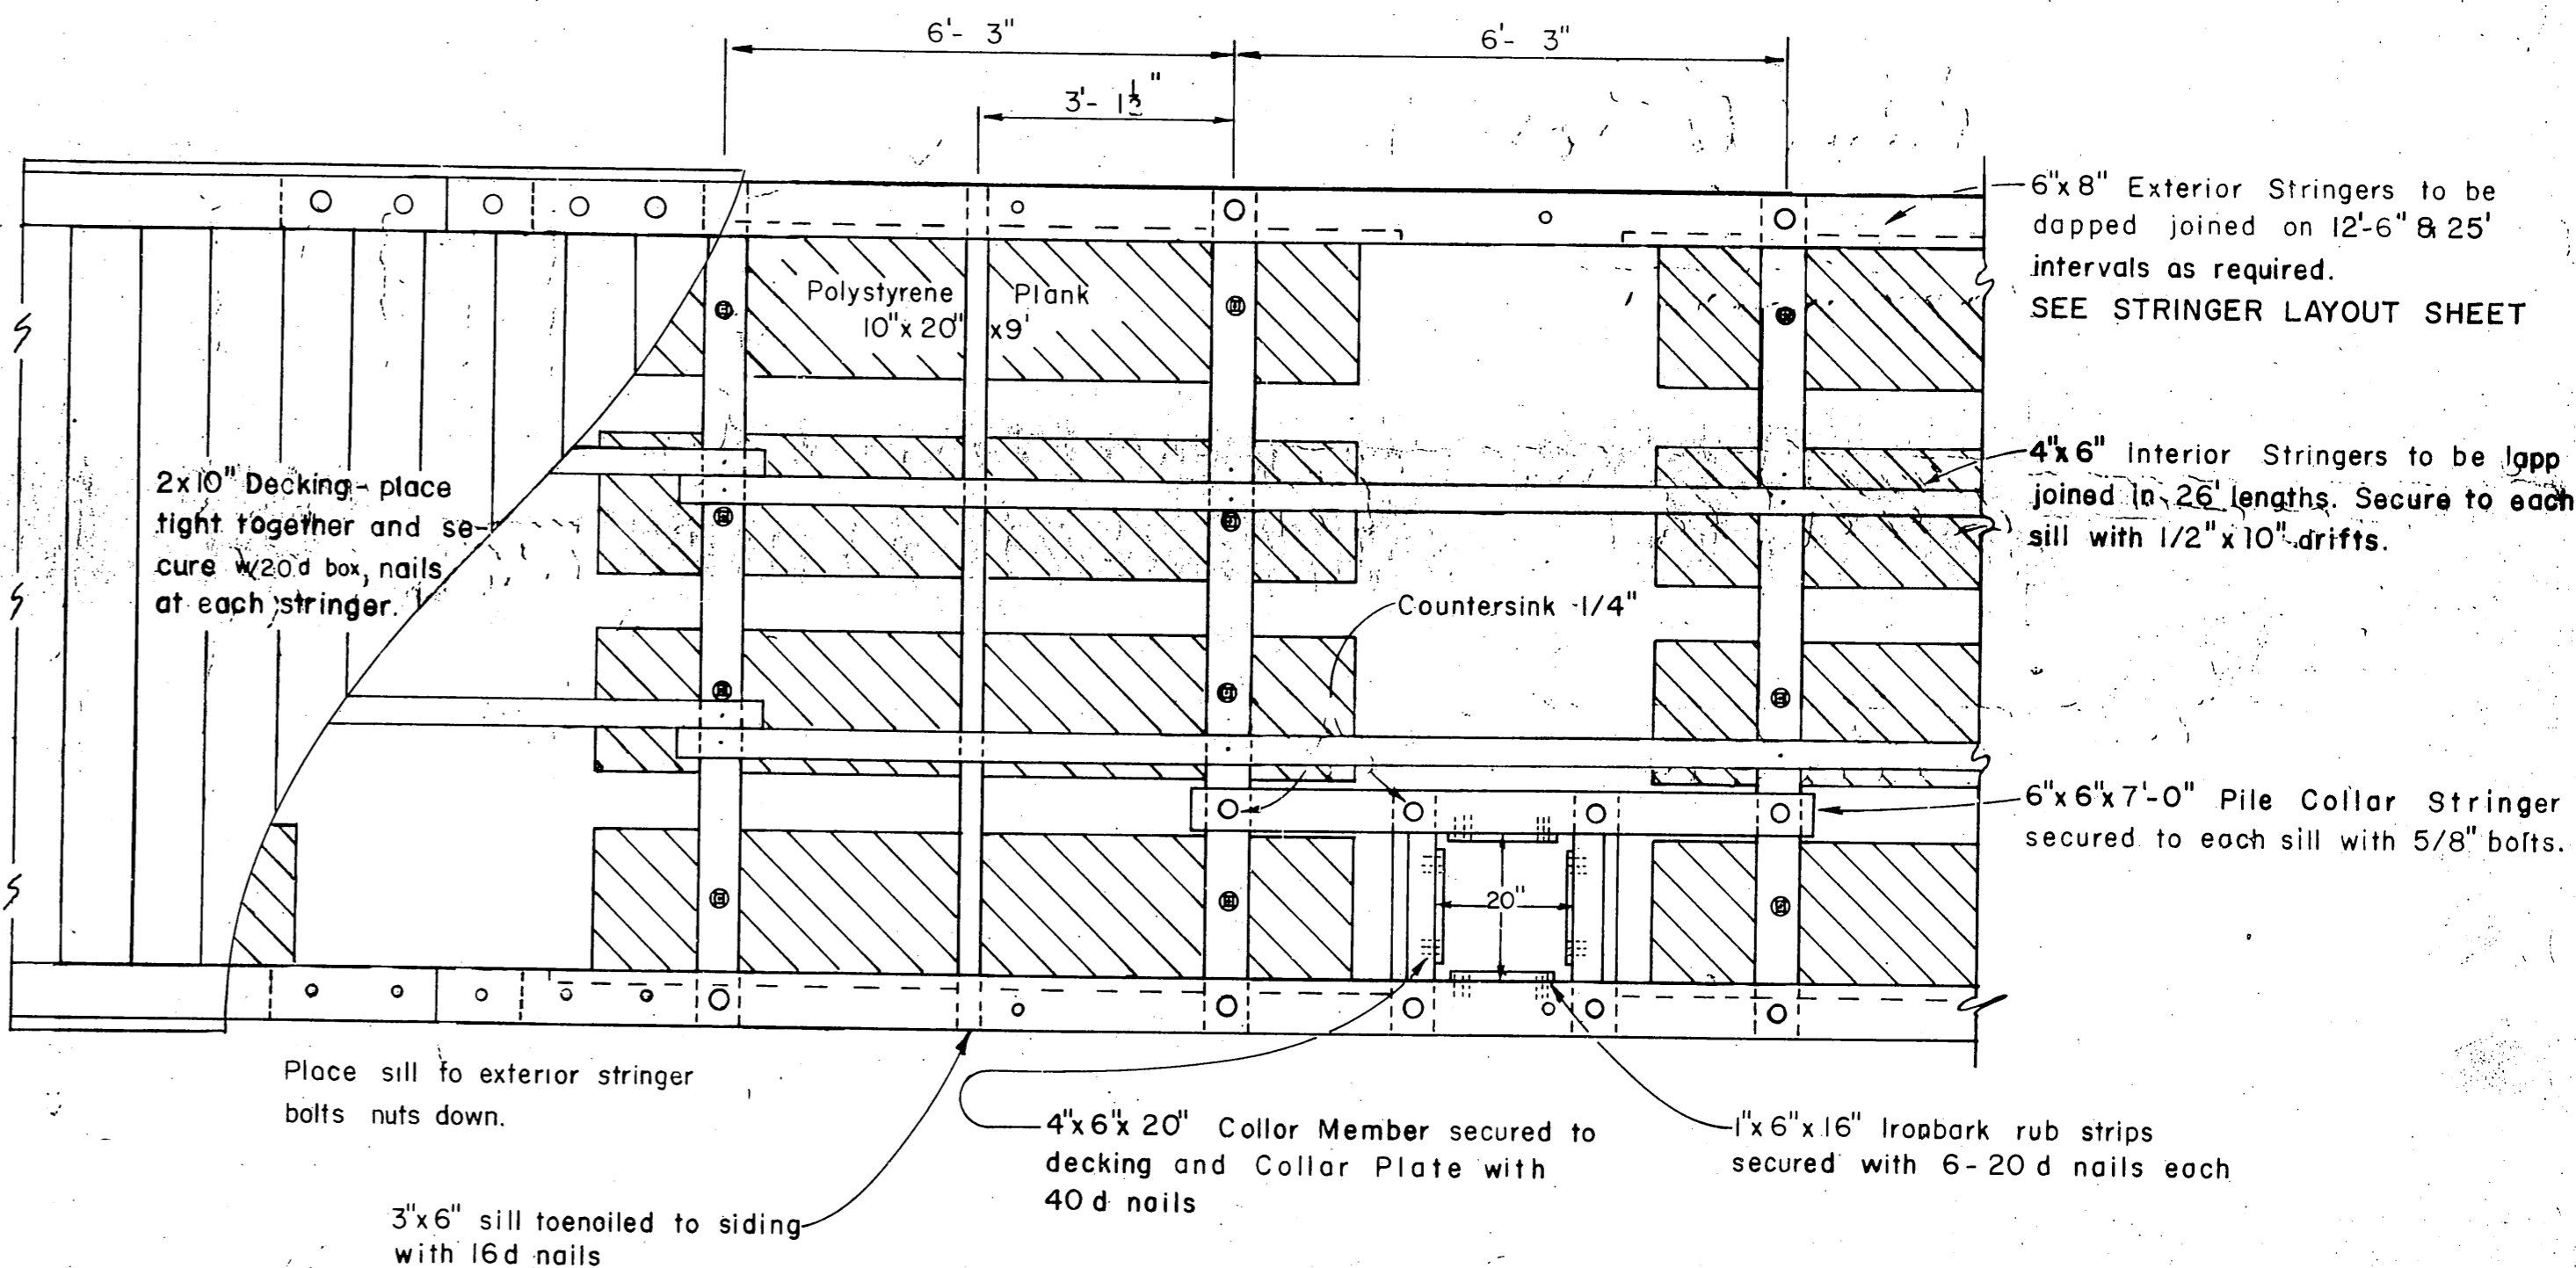 6'- 3"
6'- 3"
3'- 1½"
6"x 8" Exterior Stringers to be
dapped joined on 12'-6" & 25'
intervals as required.
SEE STRINGER LAYOUT SHEET
Polystyrene Plank
10"x 20" x9'
4"x 6" Interior Stringers to be lapp
joined in 26' lengths. Secure to each
sill with 1/2"x 10" drifts.
2x10" Decking - place
tight together and se-
cure w/20d box, nails
at each stringer.
Countersink 1/4"
6"x 6"x 7'-0" Pile Collar Stringer
secured to each sill with 5/8" bolts.
20"
Place sill to exterior stringer
bolts nuts down.
4"x 6"x 20" Collor Member secured to
decking and Collar Plate with
40 d nails
1"x 6"x 16" Ironbark rub strips
secured with 6-20 d nails each
3"x 6" sill toenailed to siding
with 16d nails